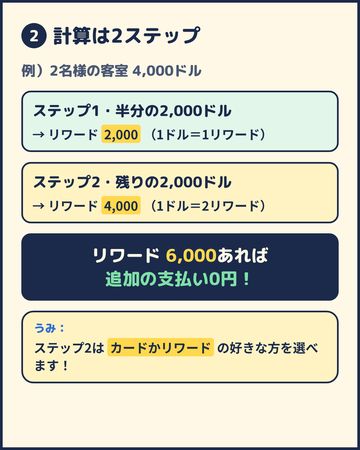 2 計算は2ステップ
例）2名様の客室 4,000ドル
ステップ1・半分の2,000ドル
→ リワード 2,000 （1ドル＝1リワード）
ステップ2・残りの2,000ドル
→ リワード 4,000 （1ドル＝2リワード）
リワード 6,000あれば
追加の支払い0円！
うみ：
ステップ2は カードかリワード の好きな方を選べ
ます！